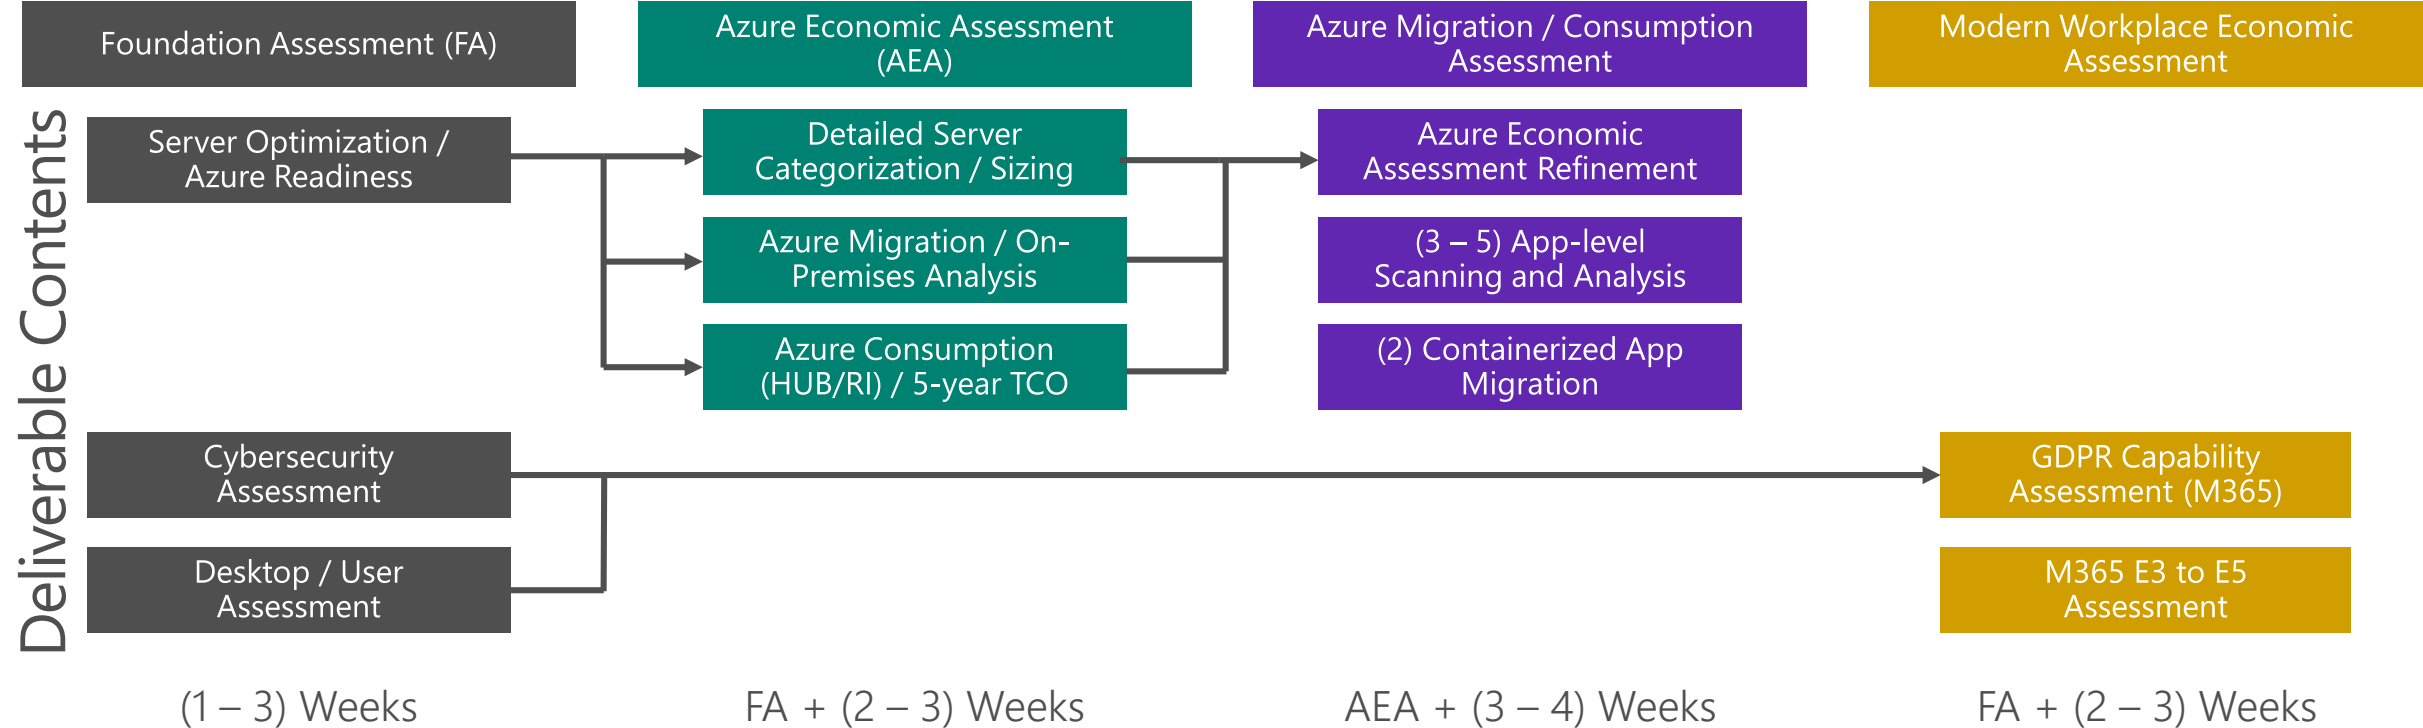 Foundation Assessment (FA)
Azure Economic Assessment
(AEA)
Azure Migration / Consumption
Assessment
Modern Workplace Economic
Assessment
Deliverable Contents
Server Optimization /
Azure Readiness
Detailed Server
Categorization / Sizing
Azure Economic
Assessment Refinement
Azure Migration / On-
Premises Analysis
(3 – 5) App-level
Scanning and Analysis
Azure Consumption
(HUB/RI) / 5-year TCO
(2) Containerized App
Migration
Cybersecurity
Assessment
GDPR Capability
Assessment (M365)
Desktop / User
Assessment
M365 E3 to E5
Assessment
(1 – 3) Weeks
FA + (2 – 3) Weeks
AEA + (3 – 4) Weeks
FA + (2 – 3) Weeks